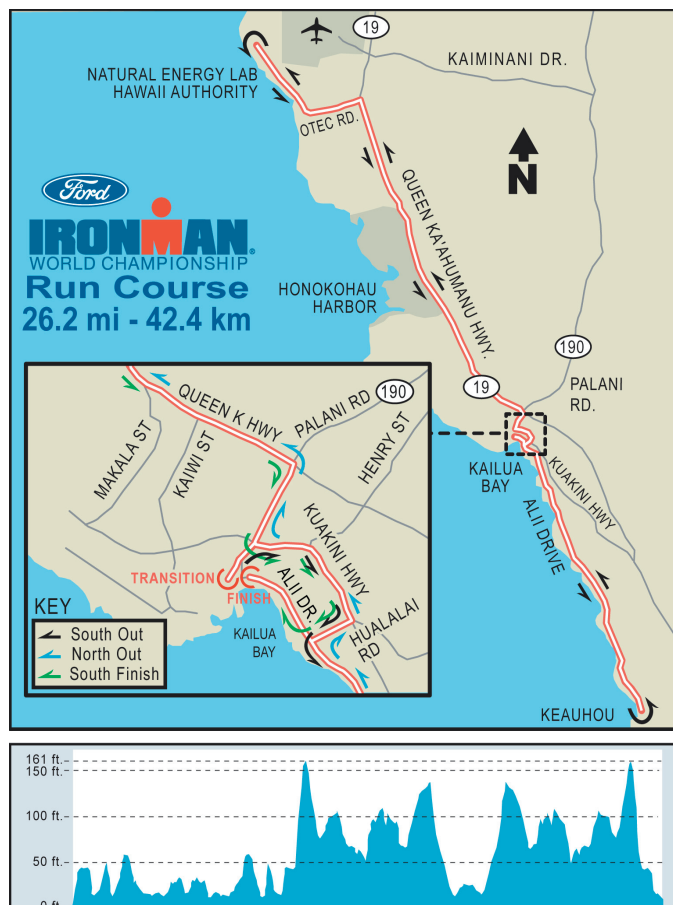 19
KAIMINANI DR.
NATURAL ENERGY LAB
HAWAII AUTHORITY
OTEC RD.
N
Ford
IRONMAN®
WORLD CHAMPIONSHIP
Run Course
26.2 mi - 42.4 km
QUEEN KA'AHUMANU HWY.
HONOKOHAU
HARBOR
190
19
PALANI
RD.
KAILUA
BAY
KUAKINI HWY
ALII DRIVE
KEAUHOU
QUEEN K HWY
PALANI RD
190
MAKALA ST
KAIWI ST
HENRY ST
KUAKINI HWY
TRANSITION
FINISH
ALII DR.
HUALALAI
RD
KAILUA
BAY
KEY
South Out
North Out
South Finish
161 ft.
150 ft.
100 ft.
50 ft.
0 ft.